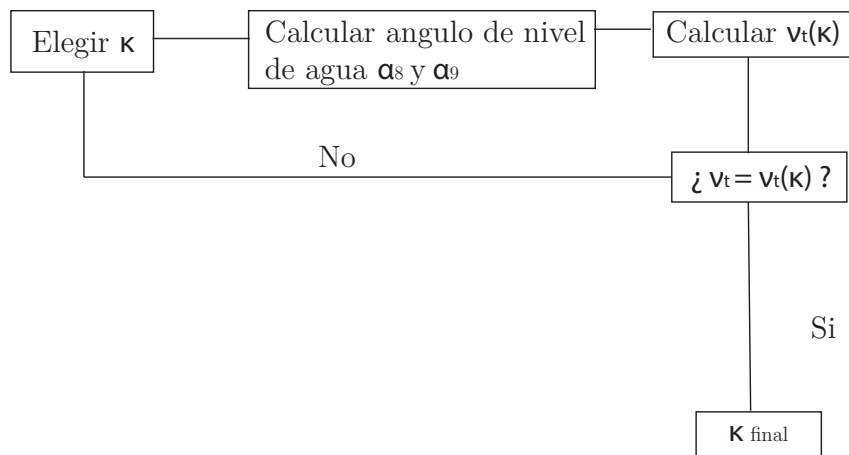 Elegir κ
Calcular angulo de nivel
de agua α₈ y α₉
Calcular νₜ(κ)
No
¿ νₜ = νₜ(κ) ?
Si
κ final